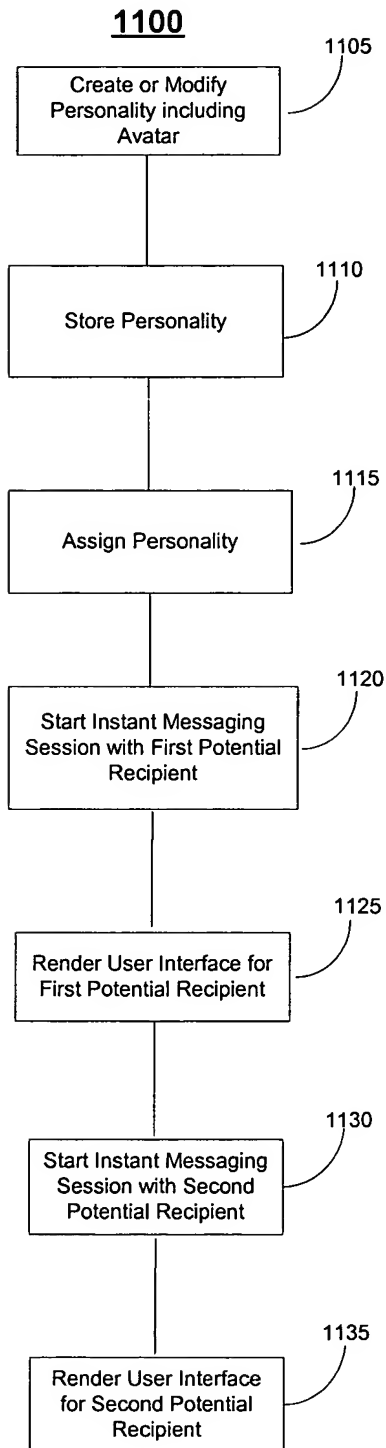 1100
1105
Create or Modify
Personality including
Avatar
1110
Store Personality
1115
Assign Personality
1120
Start Instant Messaging
Session with First Potential
Recipient
1125
Render User Interface for
First Potential Recipient
1130
Start Instant Messaging
Session with Second
Potential Recipient
1135
Render User Interface
for Second Potential
Recipient